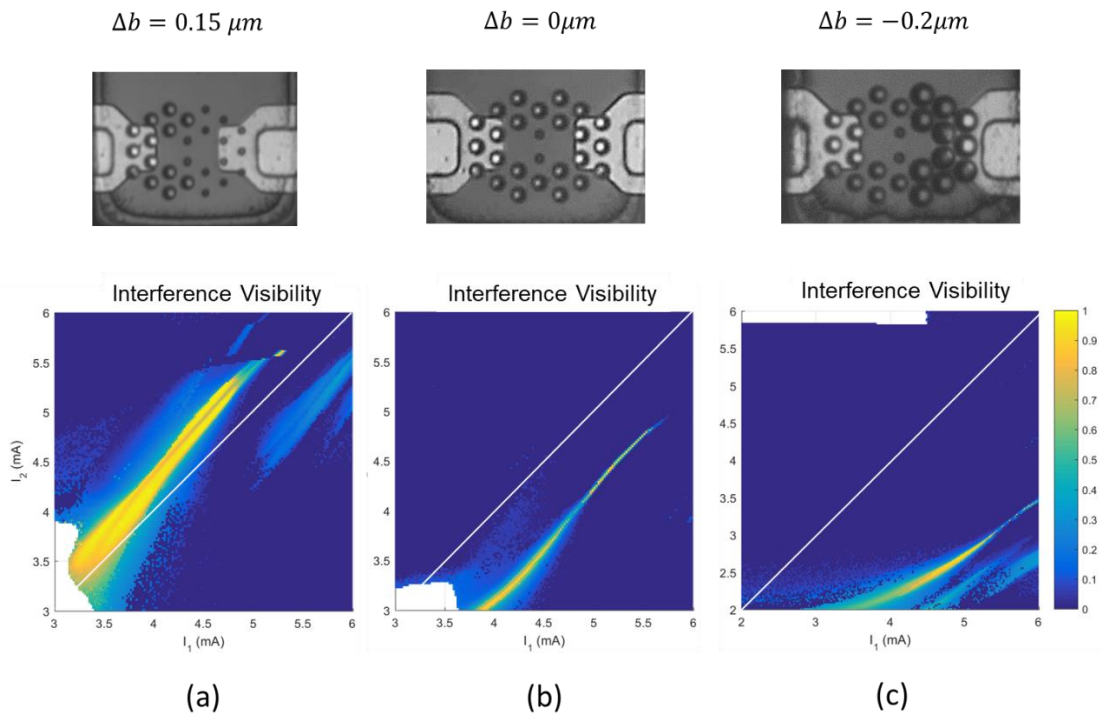 Δb = 0.15 μm
Δb = 0μm
Δb = −0.2μm
Interference Visibility
6
5.5
5
4.5
4
3.5
3
I₂ (mA)
3 3.5 4 4.5 5 5.5 6
I₁ (mA)
Interference Visibility
6
5.5
5
4.5
4
3.5
3
3 3.5 4 4.5 5 5.5 6
I₁ (mA)
Interference Visibility
6
5.5
5
4.5
4
3.5
3
2.5
2
2 3 4 5 6
I₁ (mA)
1
0.9
0.8
0.7
0.6
0.5
0.4
0.3
0.2
0.1
0
(a) (b) (c)